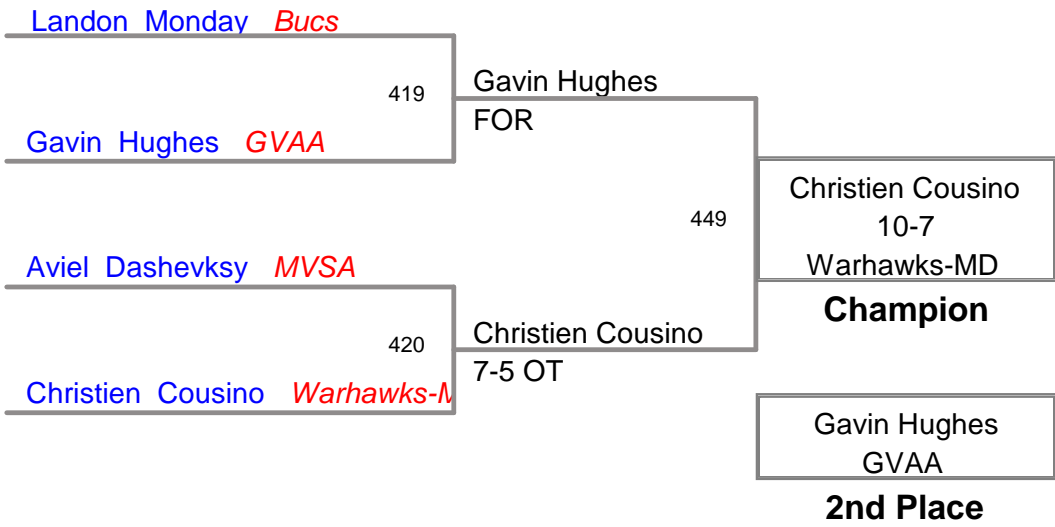 Landon Monday Bucs
419
Gavin Hughes
FOR
Gavin Hughes GVAA
449
Christien Cousino
10-7
Warhawks-MD
Champion
Aviel Dashevksy MVSA
420
Christien Cousino
7-5 OT
Christien Cousino Warhawks-M
Gavin Hughes
GVAA
2nd Place